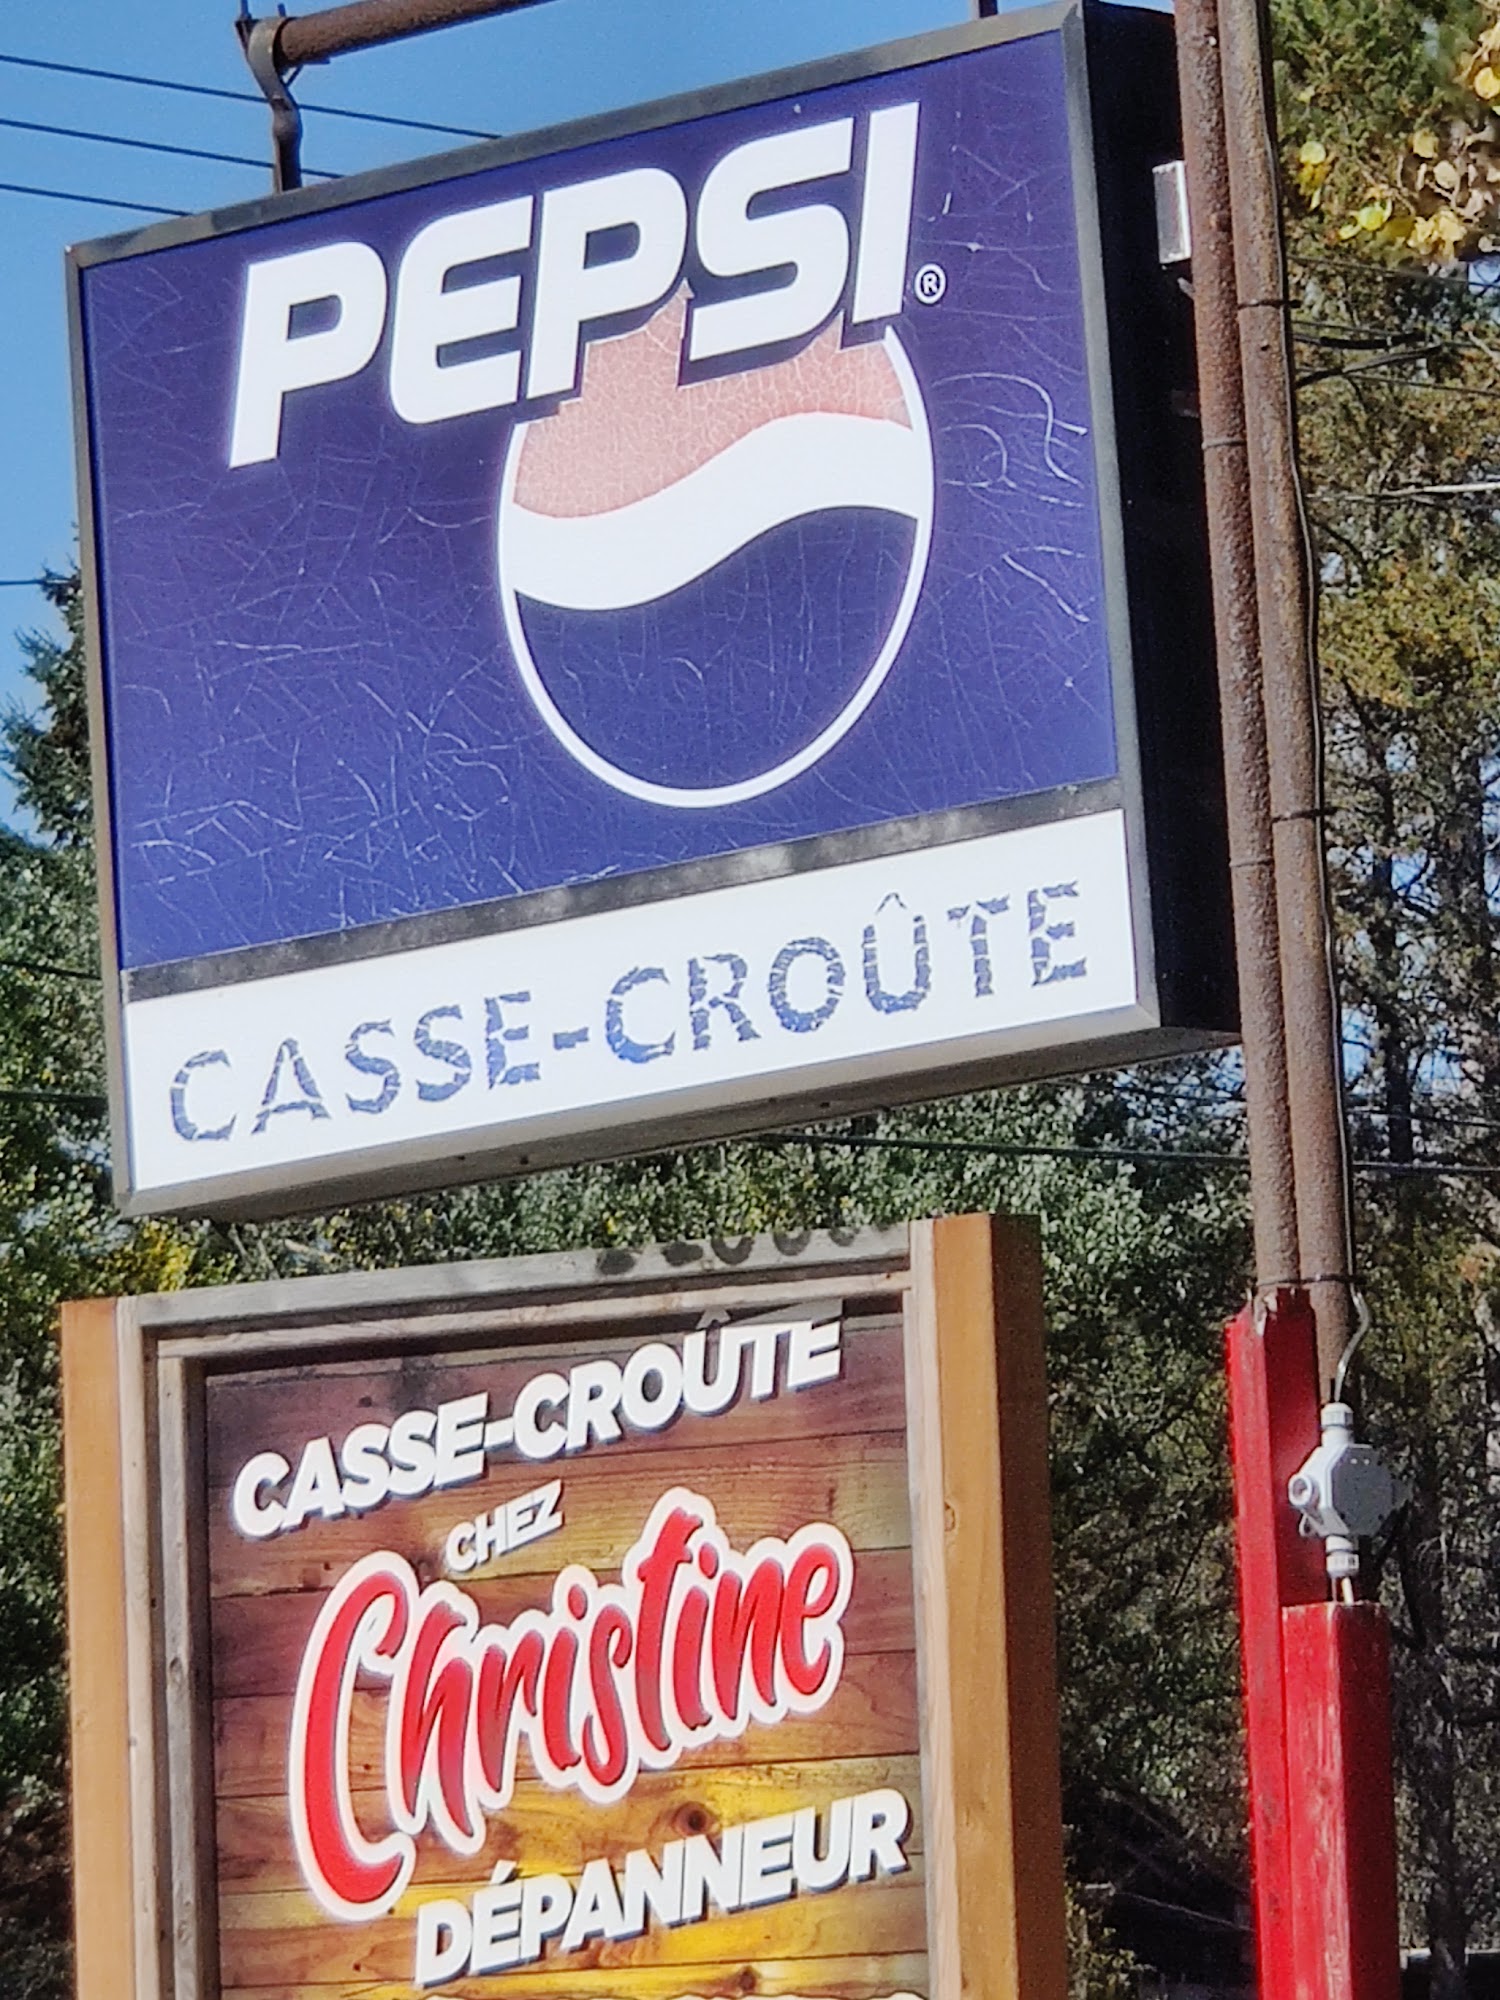 PEPSI®
CASSE-CROÛTE
CASSE-CROÛTE
CHEZ
Christine
DÉPANNEUR